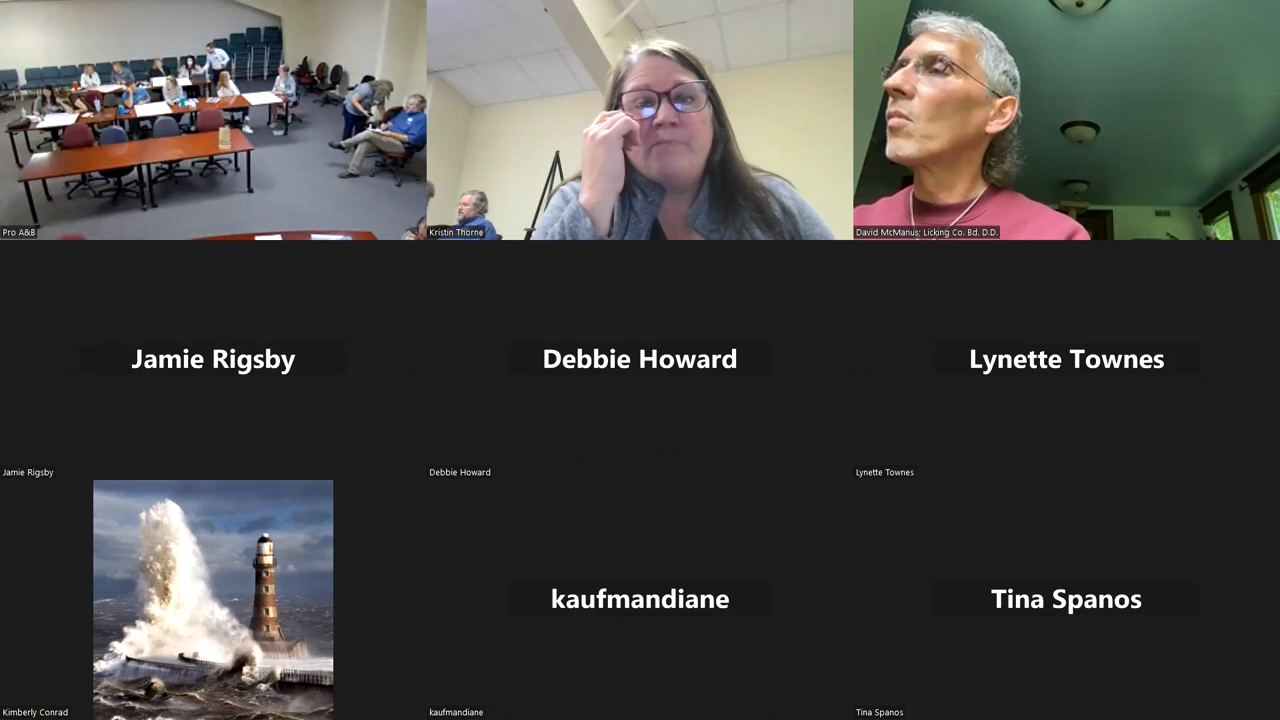 Pro A&B
Kristin Thorne
David McManus; Licking Co. Bd. D.D.
Jamie Rigsby
Debbie Howard
Lynette Townes
Jamie Rigsby
Debbie Howard
Lynette Townes
kaufmandiane
Tina Spanos
Kimberly Conrad
kaufmandiane
Tina Spanos